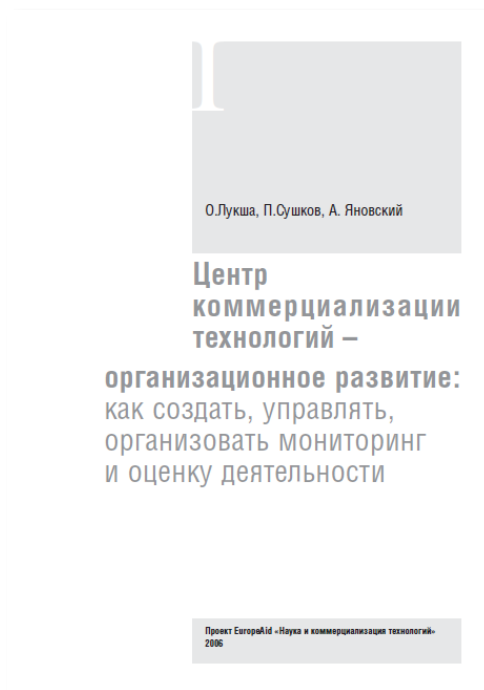 О.Лукша, П.Сушков, А. Яновский
Центр
коммерциализации
технологий –
организационное развитие:
как создать, управлять,
организовать мониторинг
и оценку деятельности
Проект EuropeAid «Наука и коммерциализация технологий»
2006